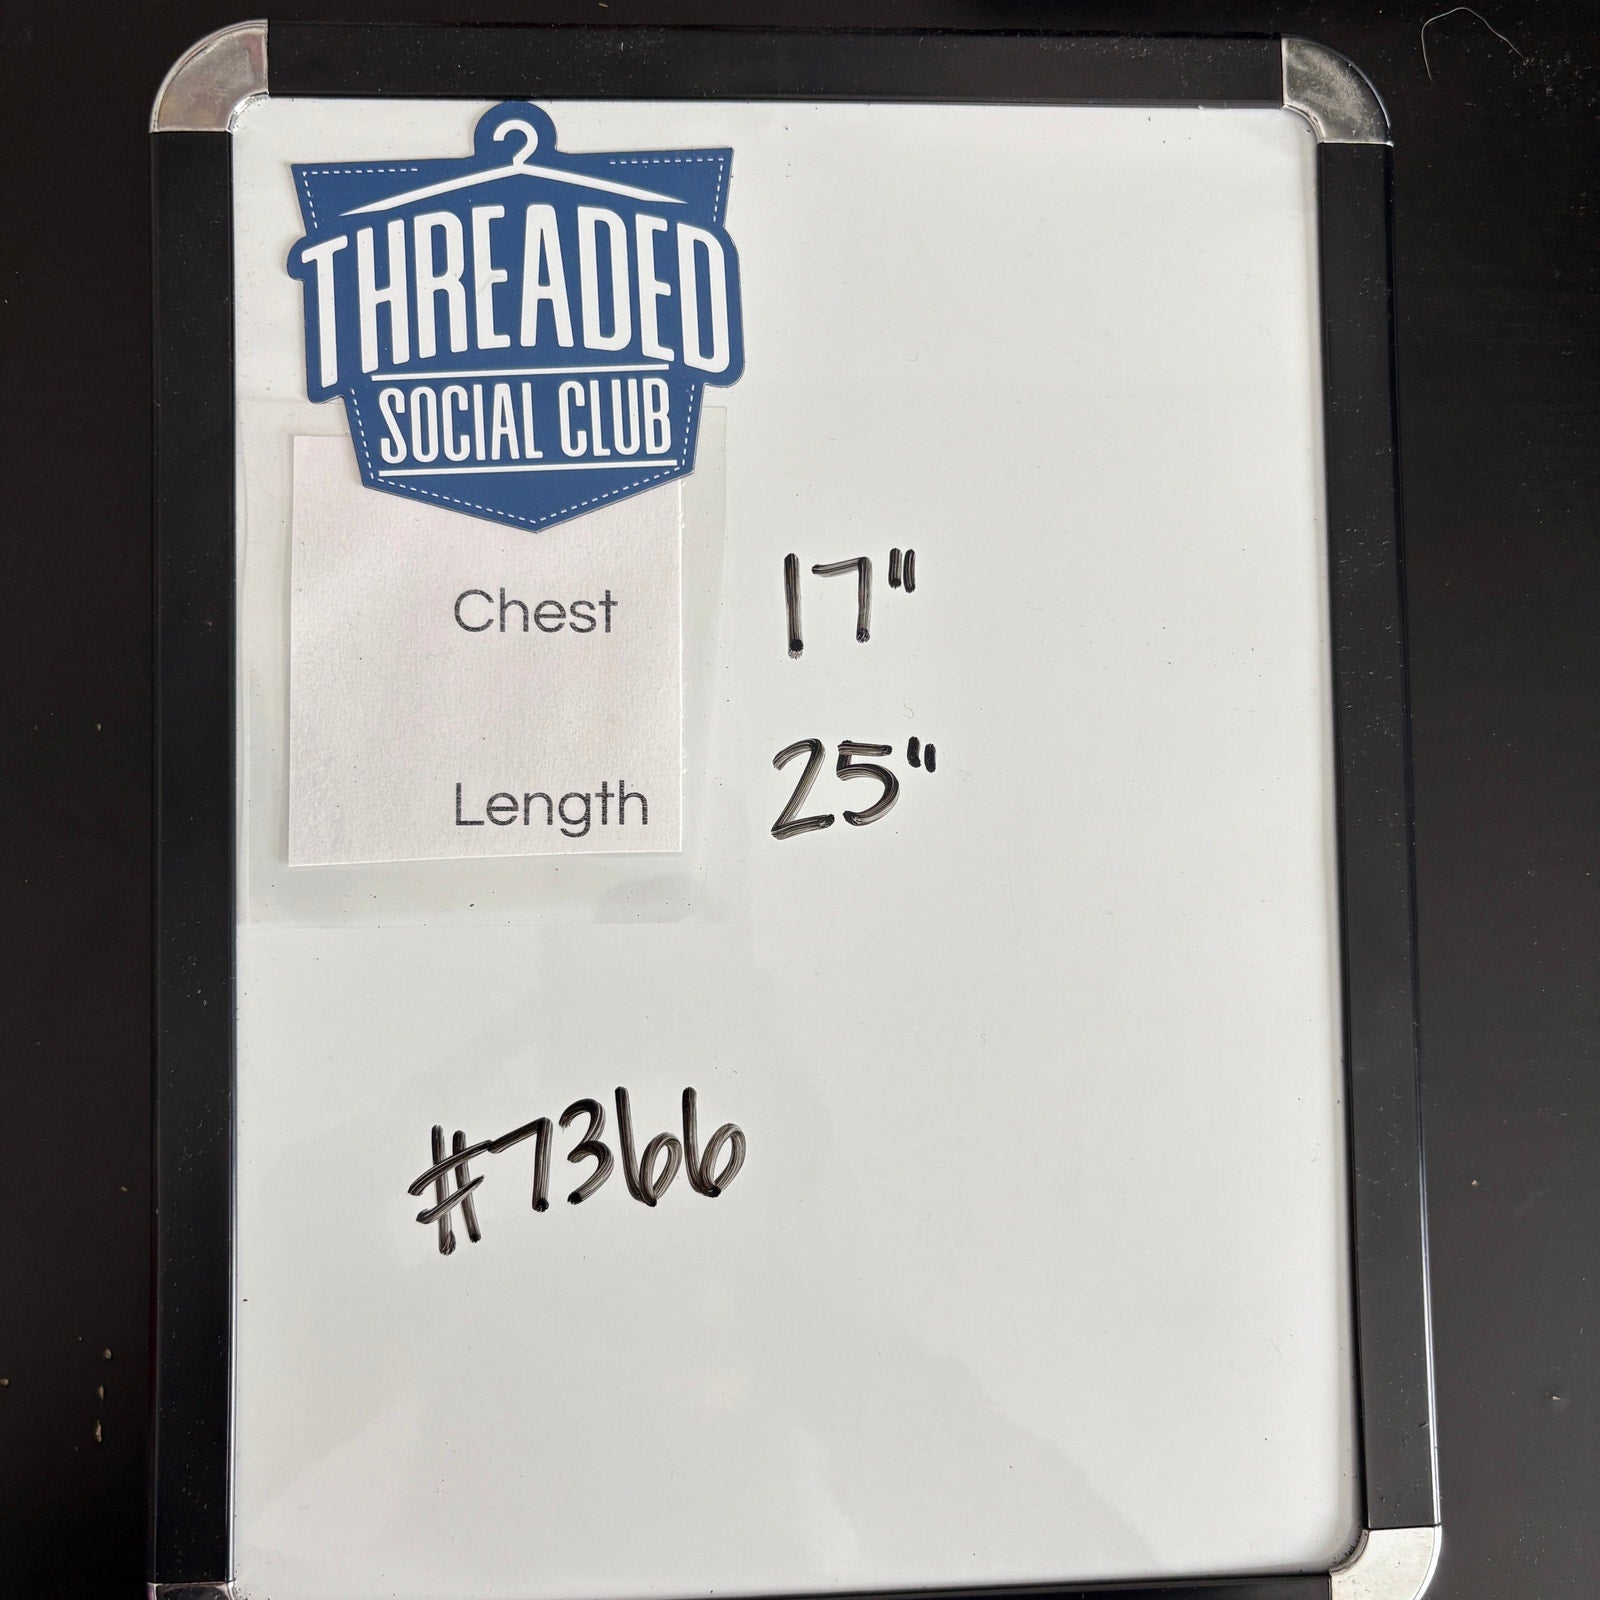 THREADED
SOCIAL CLUB
Chest 17"
Length 25"
#7366